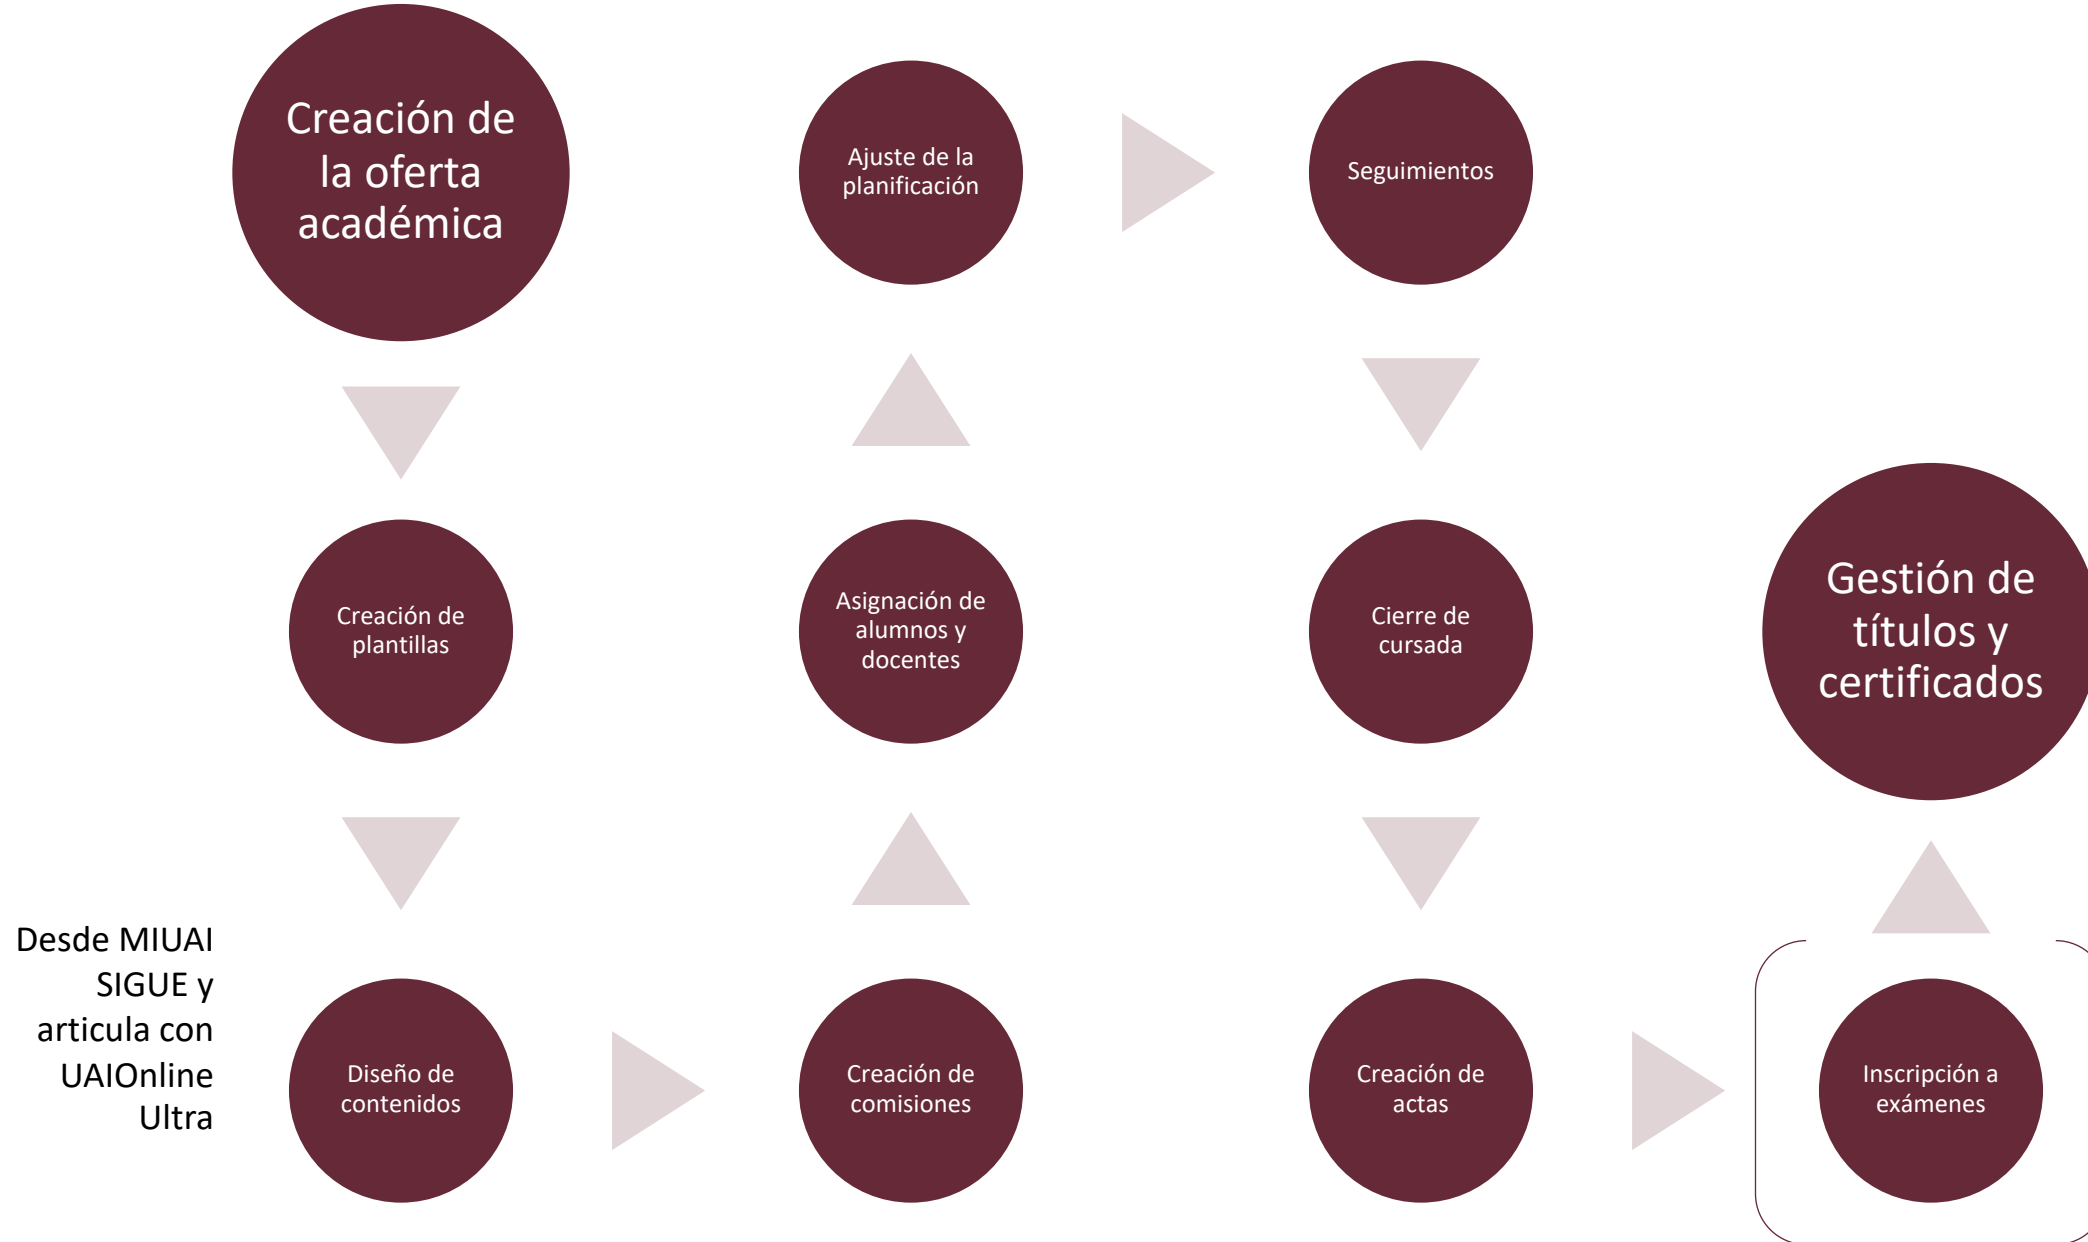 Creación de
la oferta
académica
Creación de
plantillas
Desde MIUAI
SIGUE y
articula con
UAIOnline
Ultra
Diseño de
contenidos
Creación de
comisiones
Asignación de
alumnos y
docentes
Ajuste de la
planificación
Seguimientos
Cierre de
cursada
Creación de
actas
Inscripción a
exámenes
Gestión de
títulos y
certificados